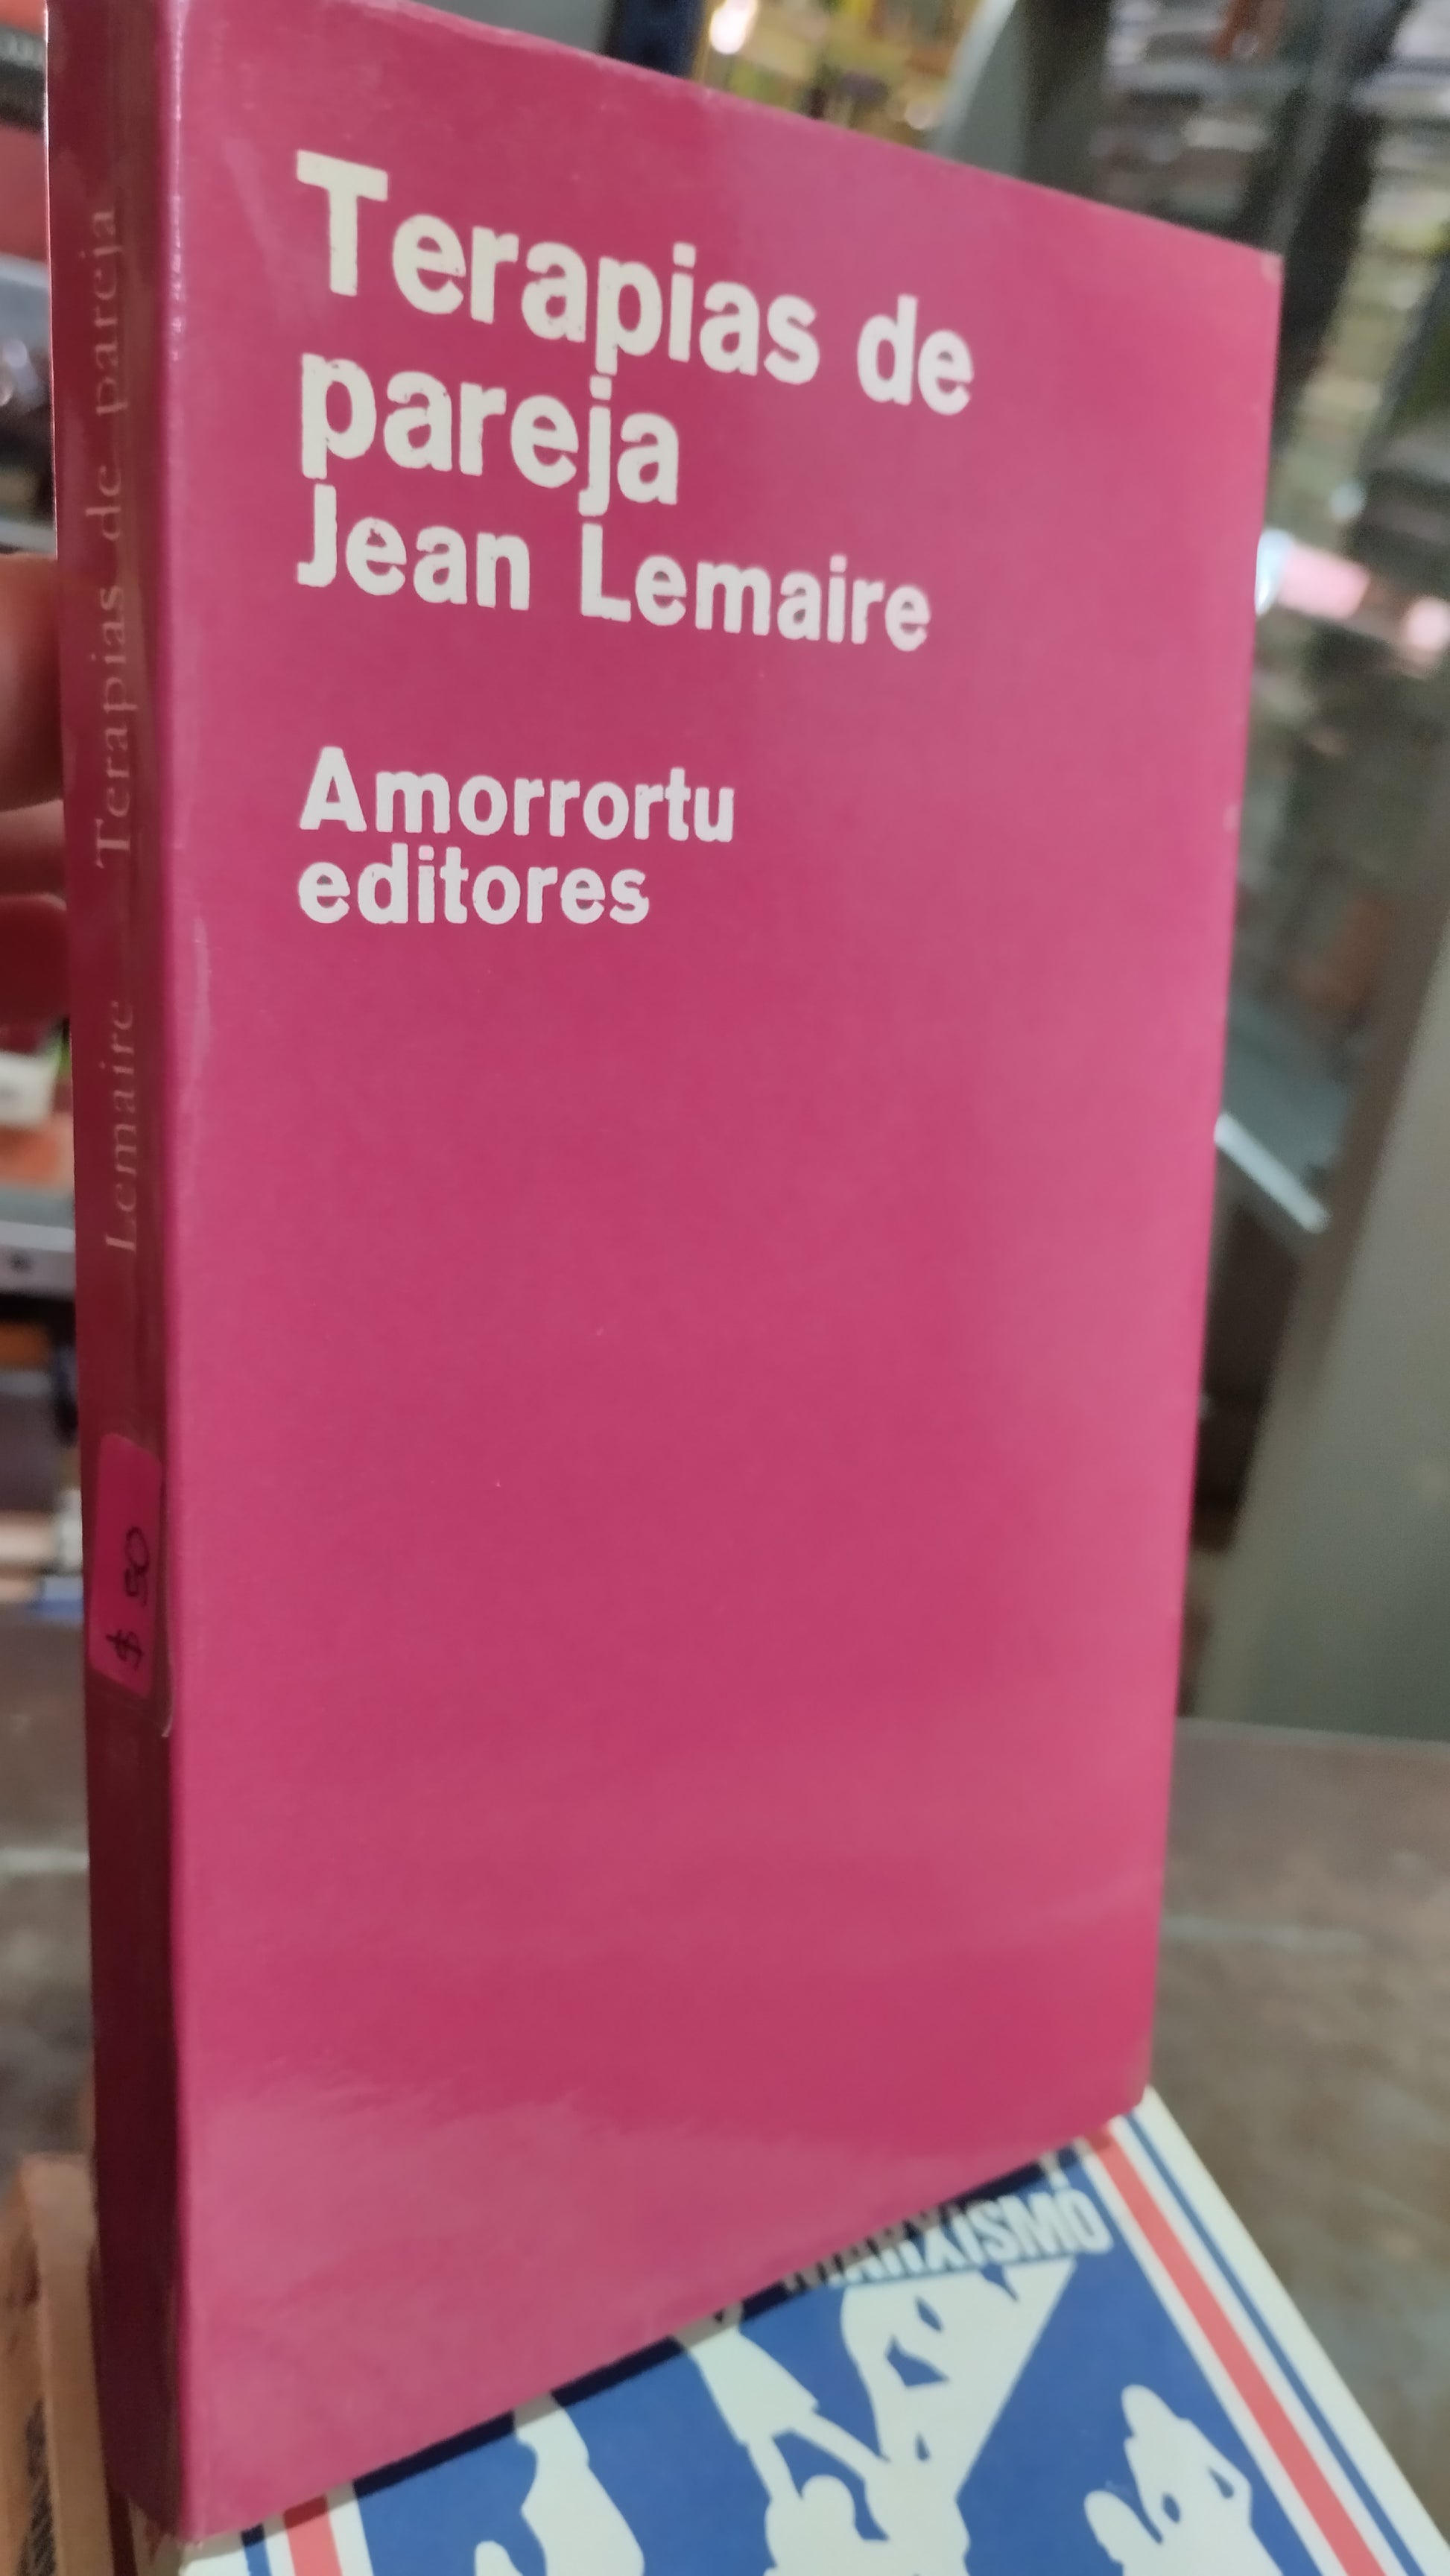 Terapias de
pareja
Jean Lemaire
Amorrortu
editores
Lemaire Terapias de pareja
$ 50
MARXISMO